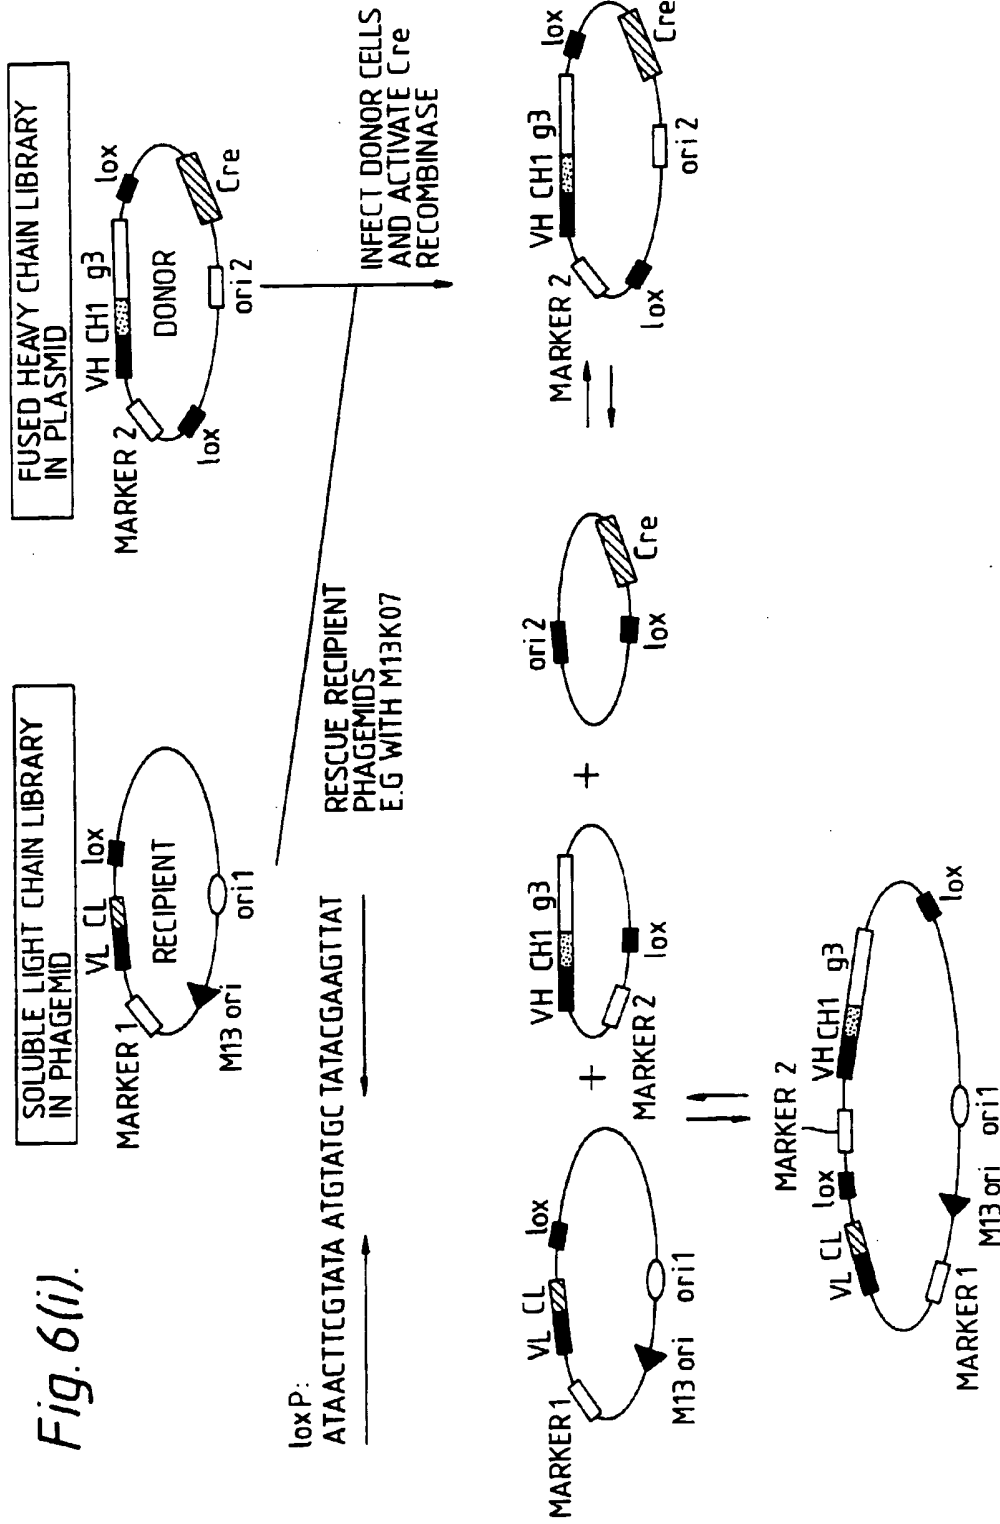 Fig. 6(i).
SOLUBLE LIGHT CHAIN LIBRARY
IN PHAGEMID
VL CL
lox
MARKER 1
RECIPIENT
M13 ori
ori1
FUSED HEAVY CHAIN LIBRARY
IN PLASMID
VH CH1 g3
lox
MARKER 2
DONOR
lox
ori 2
Cre
loxP:
ATAACTTCGTATA ATGTATGC TATACGAAGTTAT
RESCUE RECIPIENT
PHAGEMIDS
E.G WITH M13K07
INFECT DONOR CELLS
AND ACTIVATE Cre
RECOMBINASE
VL CL
lox
MARKER1
M13 ori
ori1
+
VH CH1 g3
MARKER 2
lox
+
ori 2
lox
Cre
MARKER 2
VH CH1 g3
lox
lox
ori 2
Cre
MARKER 2
VL CL
lox
VH CH1
g3
MARKER 1
M13 ori
ori1
lox